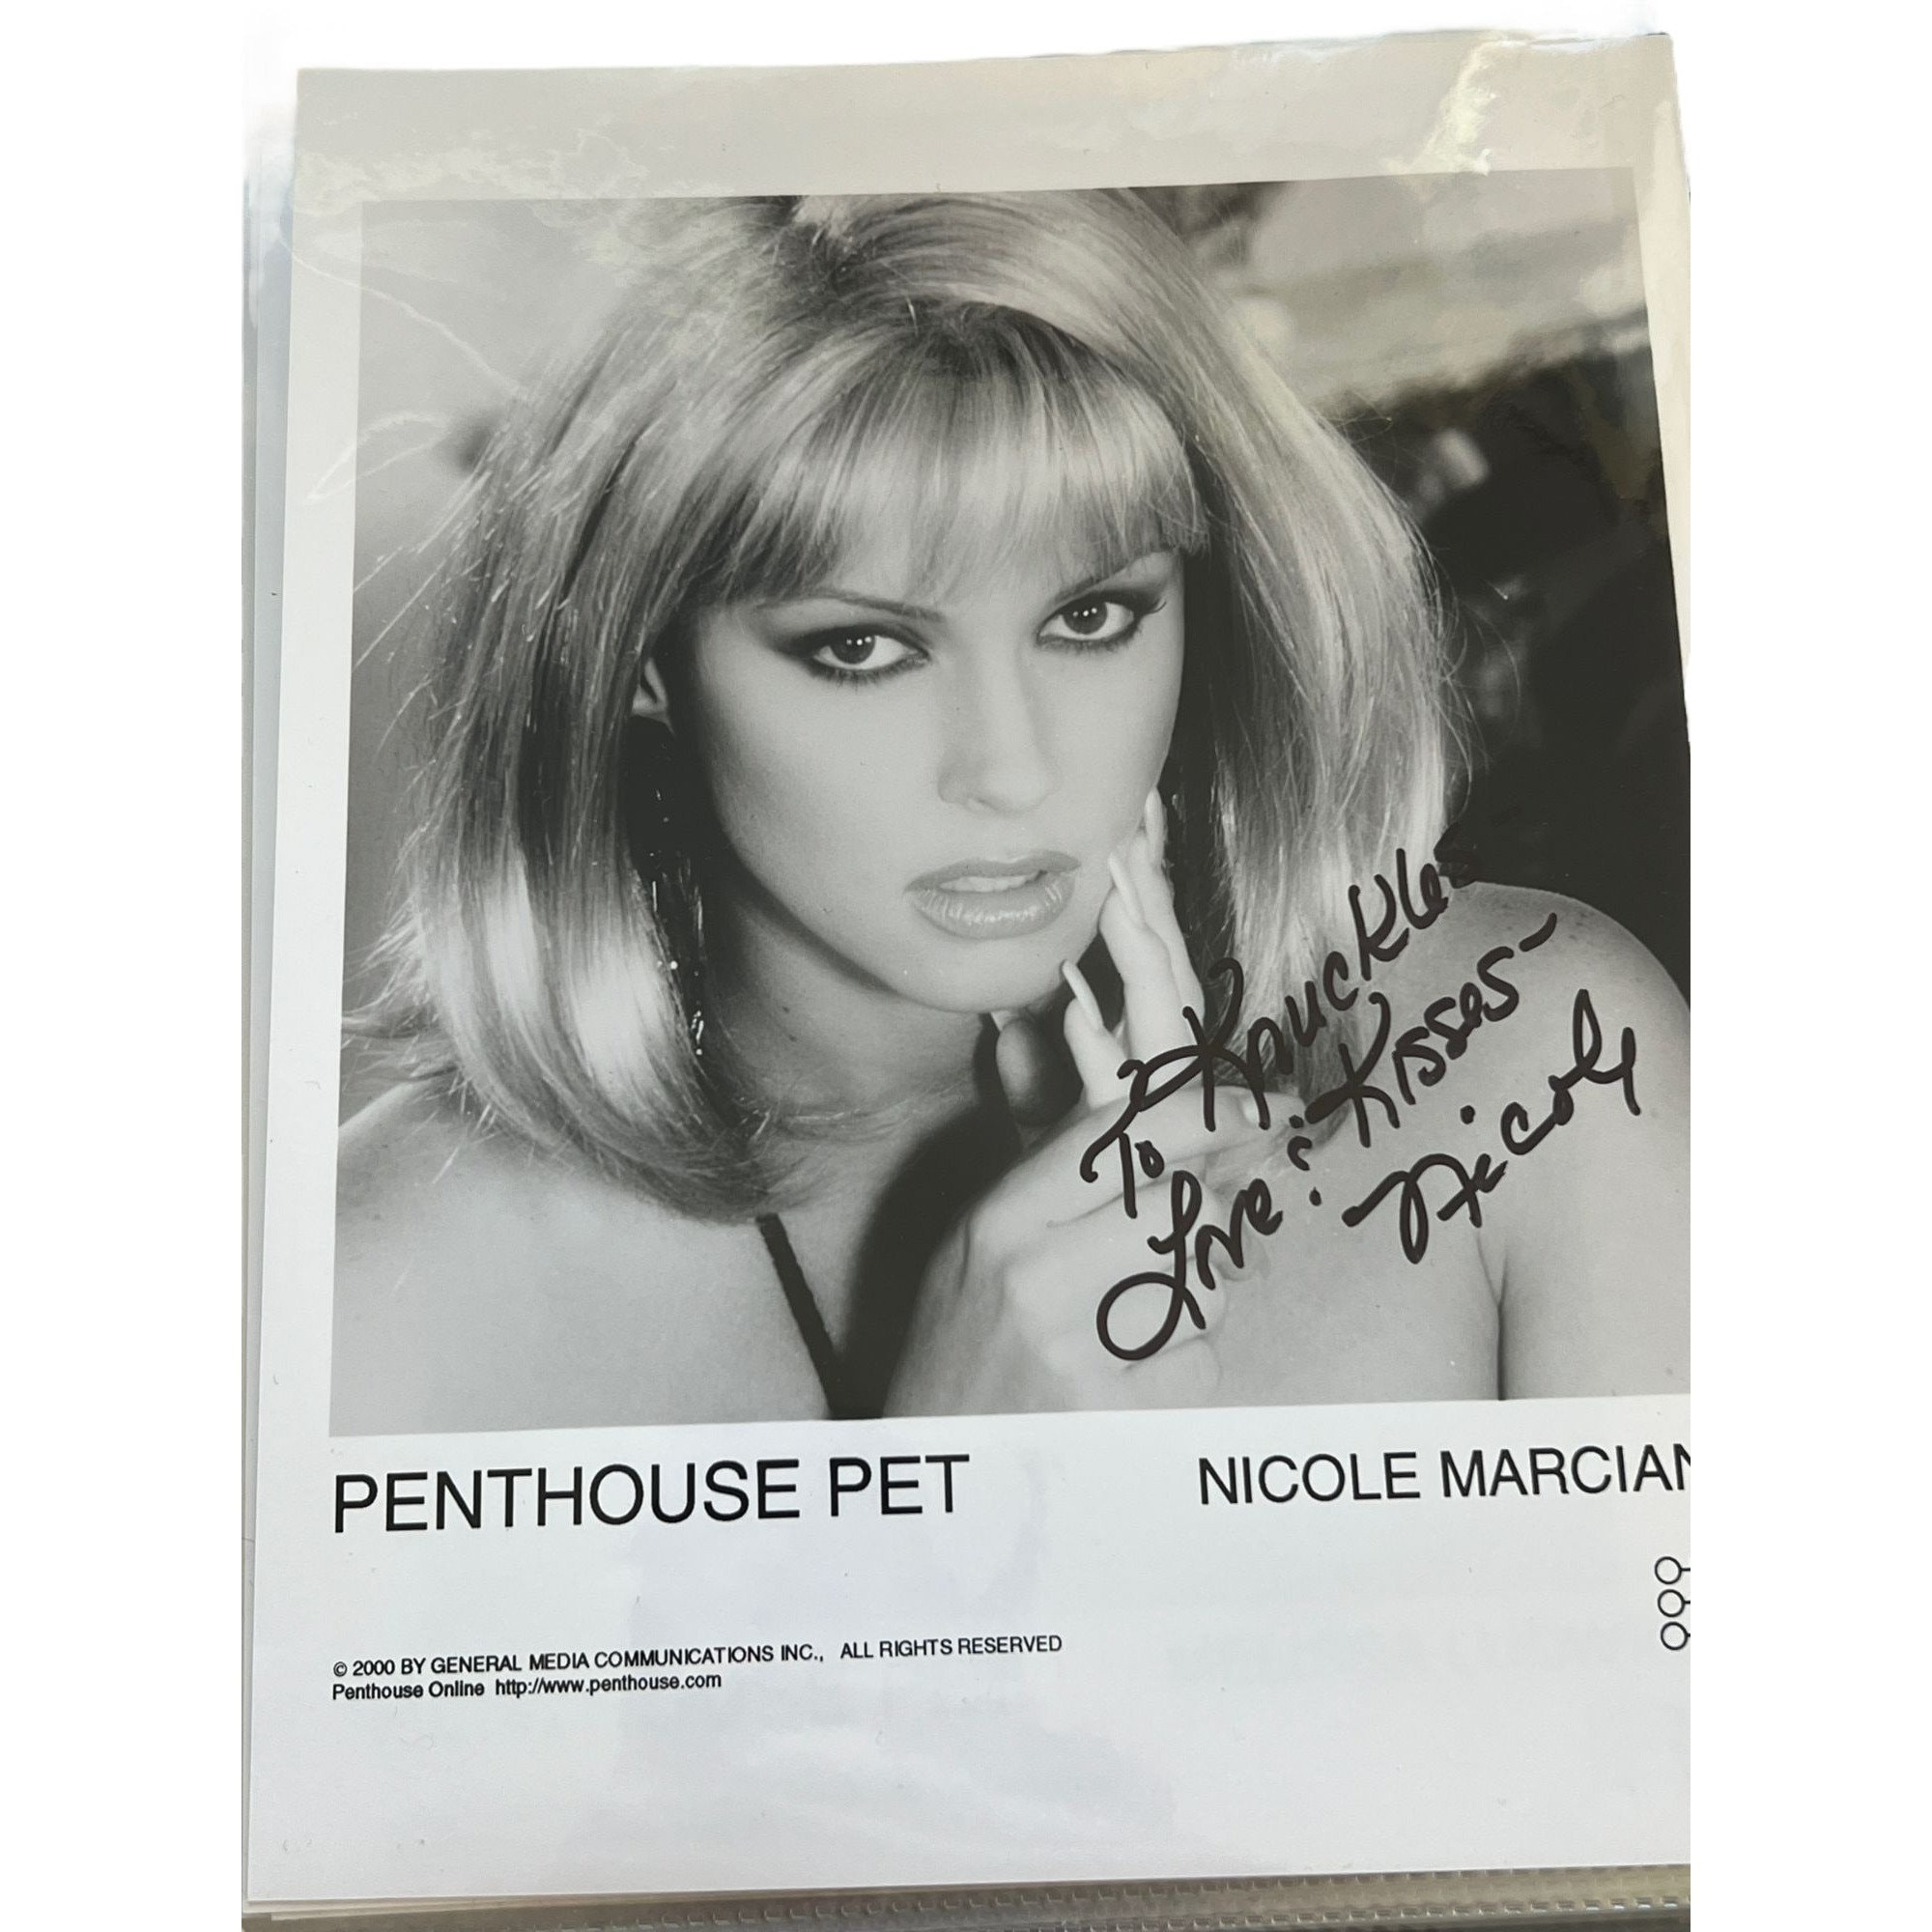 To Knuckles
Love & Kisses-
Nicole
PENTHOUSE PET
NICOLE MARCIAN
© 2000 BY GENERAL MEDIA COMMUNICATIONS INC., ALL RIGHTS RESERVED
Penthouse Online http://www.penthouse.com